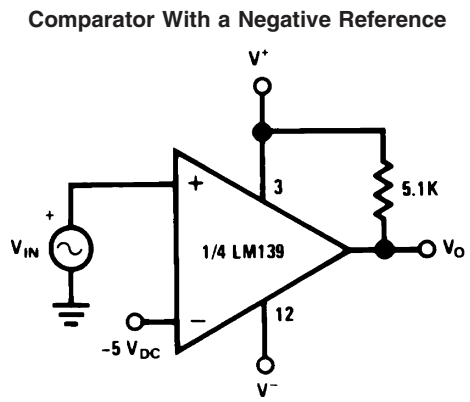 Comparator With a Negative Reference
V+
+
3
5.1K
+
VIN
1/4 LM139
VO
12
−
-5 VDC
V−